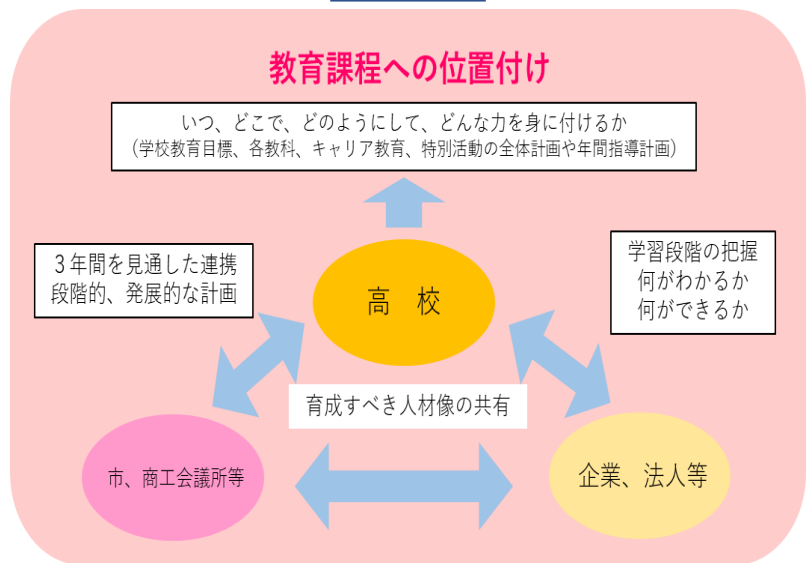 教育課程への位置付け
いつ、どこで、どのようにして、どんな力を身に付けるか
（学校教育目標、各教科、キャリア教育、特別活動の全体計画や年間指導計画）
３年間を見通した連携
段階的、発展的な計画
学習段階の把握
何がわかるか
何ができるか
高　校
育成すべき人材像の共有
市、商工会議所等
企業、法人等